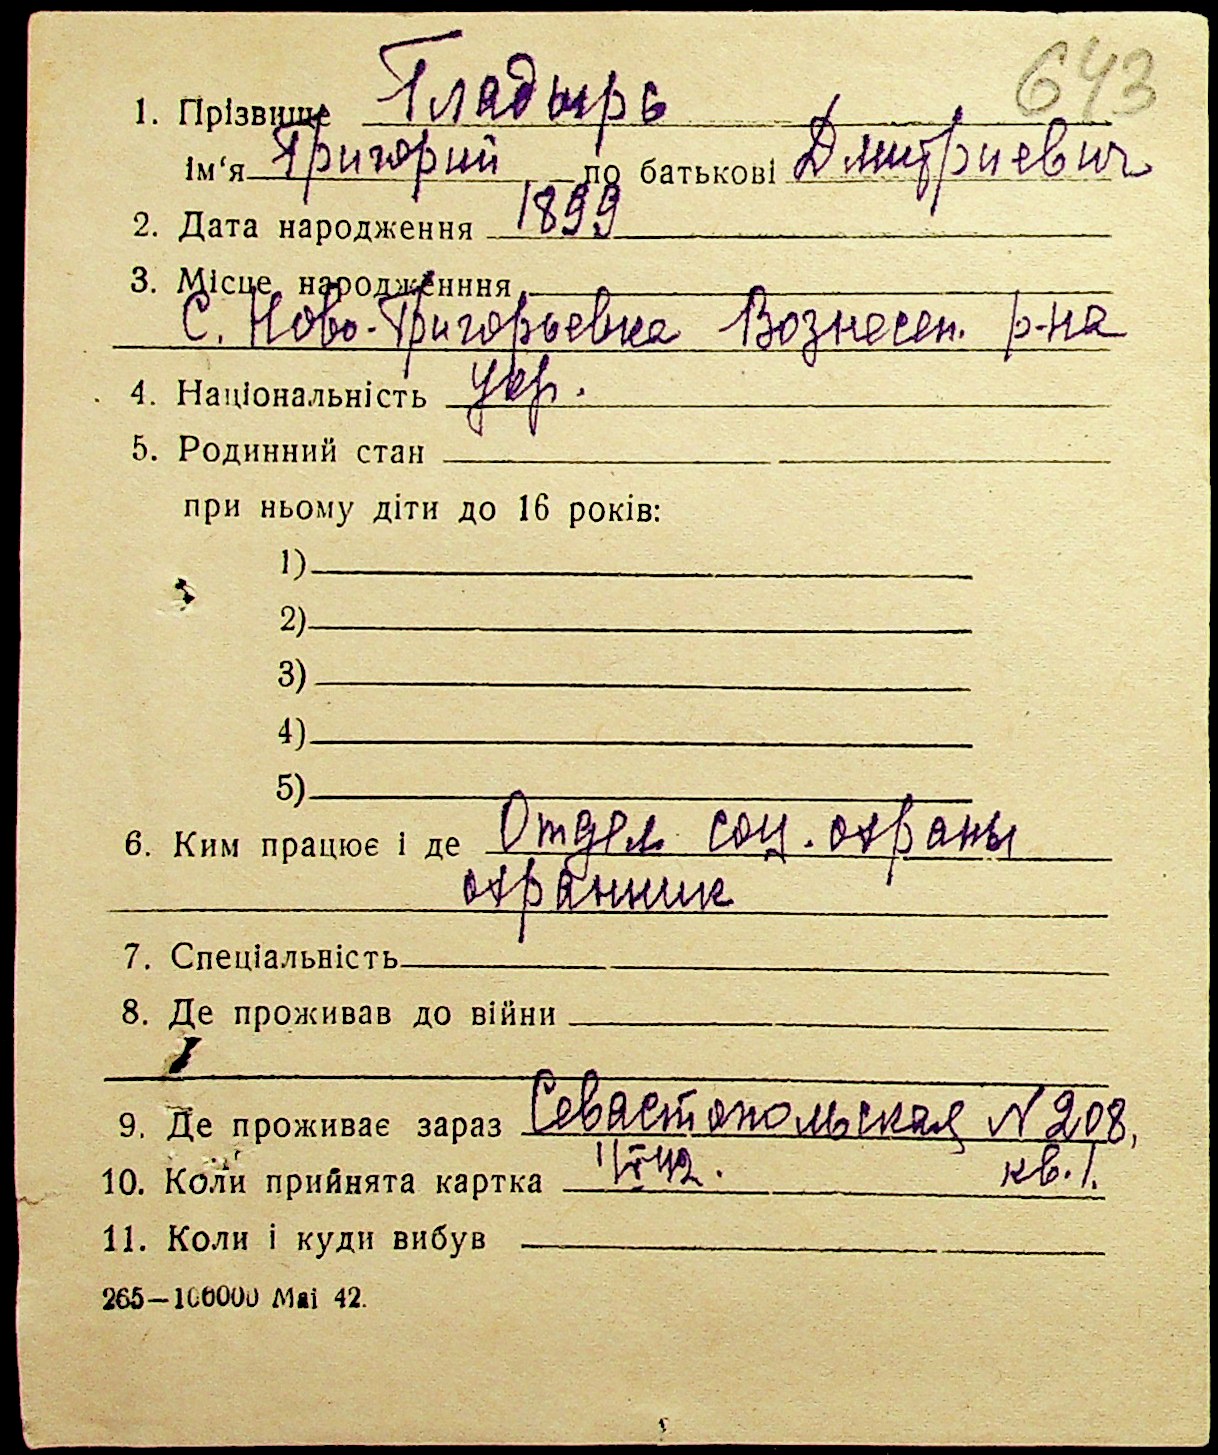 643
1. Прізвище Гладырь
ім‘я Григорий по батькові Дмитриевич
2. Дата народження 1899
3. Місце народженння
С. Ново-Григорьевка Вознесен. р-на
4. Національність укр.
5. Родинний стан
при ньому діти до 16 років:
1)
2)
3)
4)
5)
6. Ким працює і де Отдел соц. охраны
охранник
7. Спеціальність
8. Де проживав до війни
9. Де проживає зараз Севастопольская N 208,
10. Коли прийнята картка кв. 1.
11. Коли і куди вибув
265—100000 Mai 42.